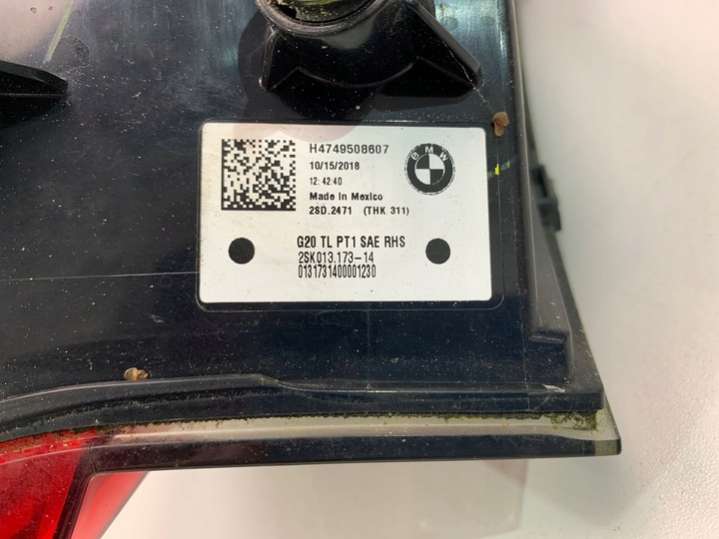 H4749508607
10/15/2018
12:42:40
Made in Mexico
2SD.2471 (THK 311)
BMW
G20 TL PT1 SAE RHS
2SK013.173-14
0131731400001230